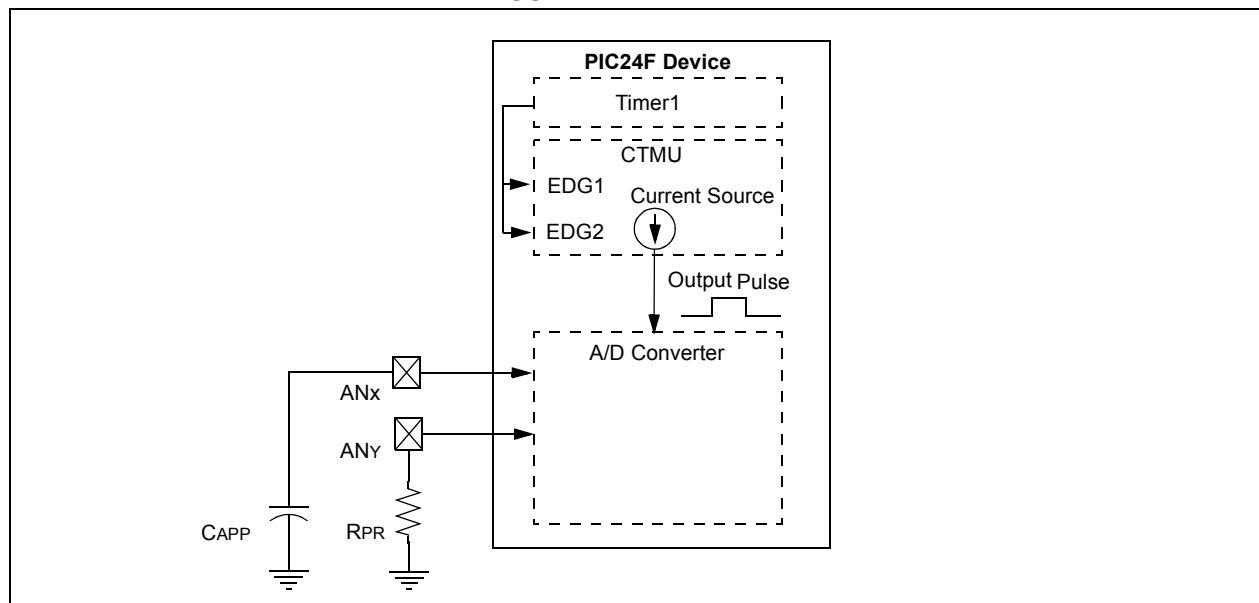 PIC24F Device
Timer1
CTMU
EDG1
Current Source
EDG2
Output Pulse
A/D Converter
ANx
ANY
CAPP
RPR